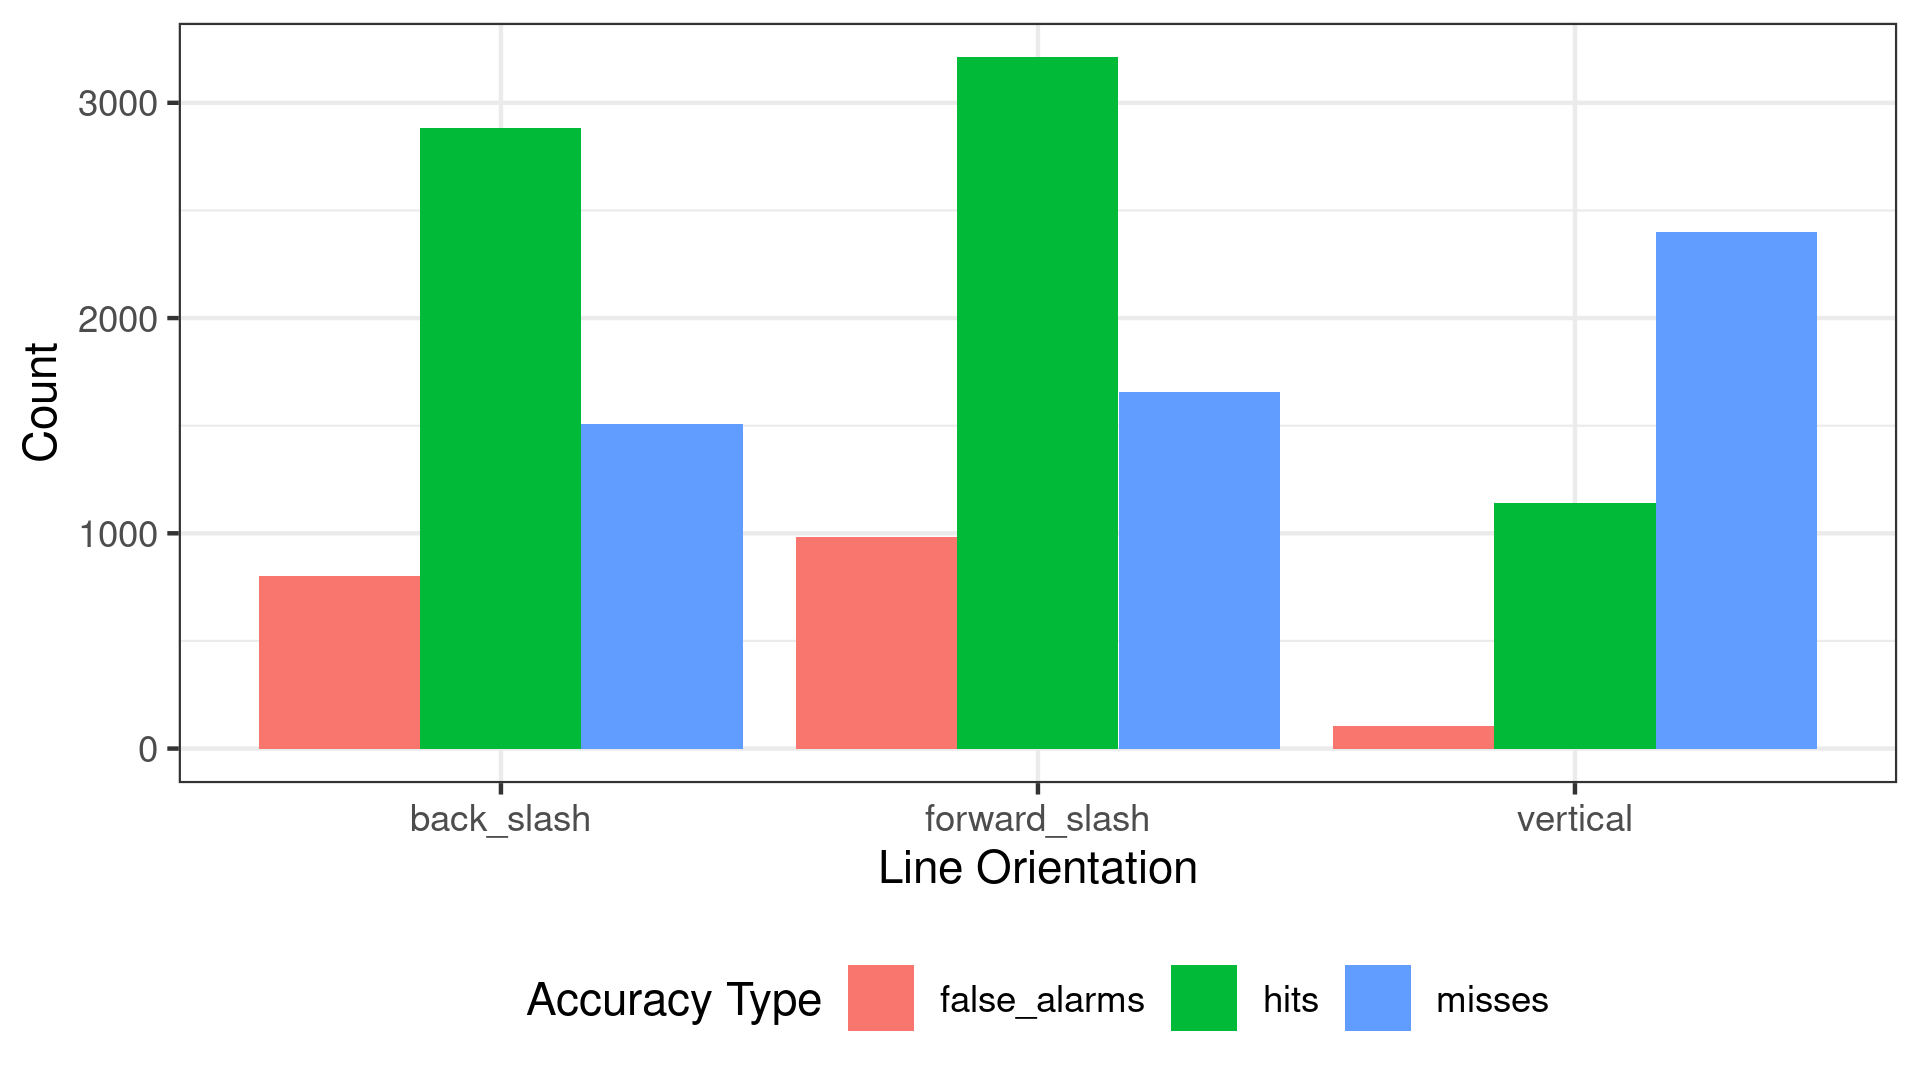 3000
2000
1000
0
Count
back_slash
forward_slash
vertical
Line Orientation
Accuracy Type
false_alarms
hits
misses